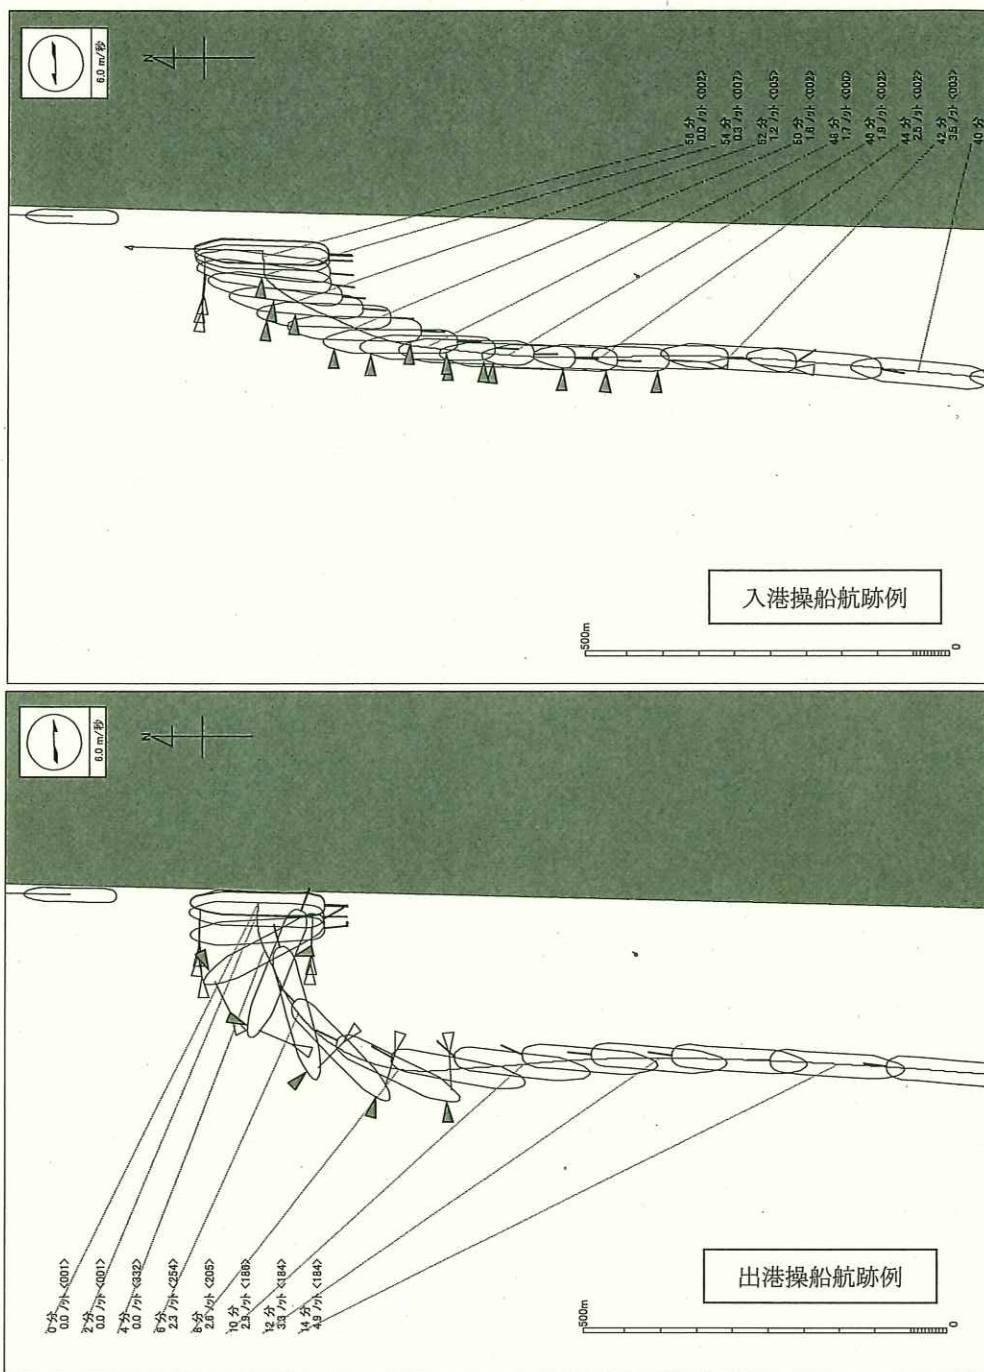 6.0 m/秒
N
56 分
0.0 ノット <002>
54 分
0.3 ノット <007>
52 分
1.2 ノット <005>
50 分
1.6 ノット <002>
48 分
1.7 ノット <000>
46 分
1.9 ノット <002>
44 分
2.5 ノット <002>
42 分
3.5 ノット <003>
40 分
入港操船航跡例
500m
0
6.0 m/秒
N
0 分
0.0 ノット <001>
2 分
0.0 ノット <001>
4 分
0.0 ノット <332>
6 分
2.3 ノット <254>
8 分
2.6 ノット <205>
10 分
2.9 ノット <186>
12 分
3.3 ノット <184>
14 分
4.9 ノット <184>
出港操船航跡例
500m
0